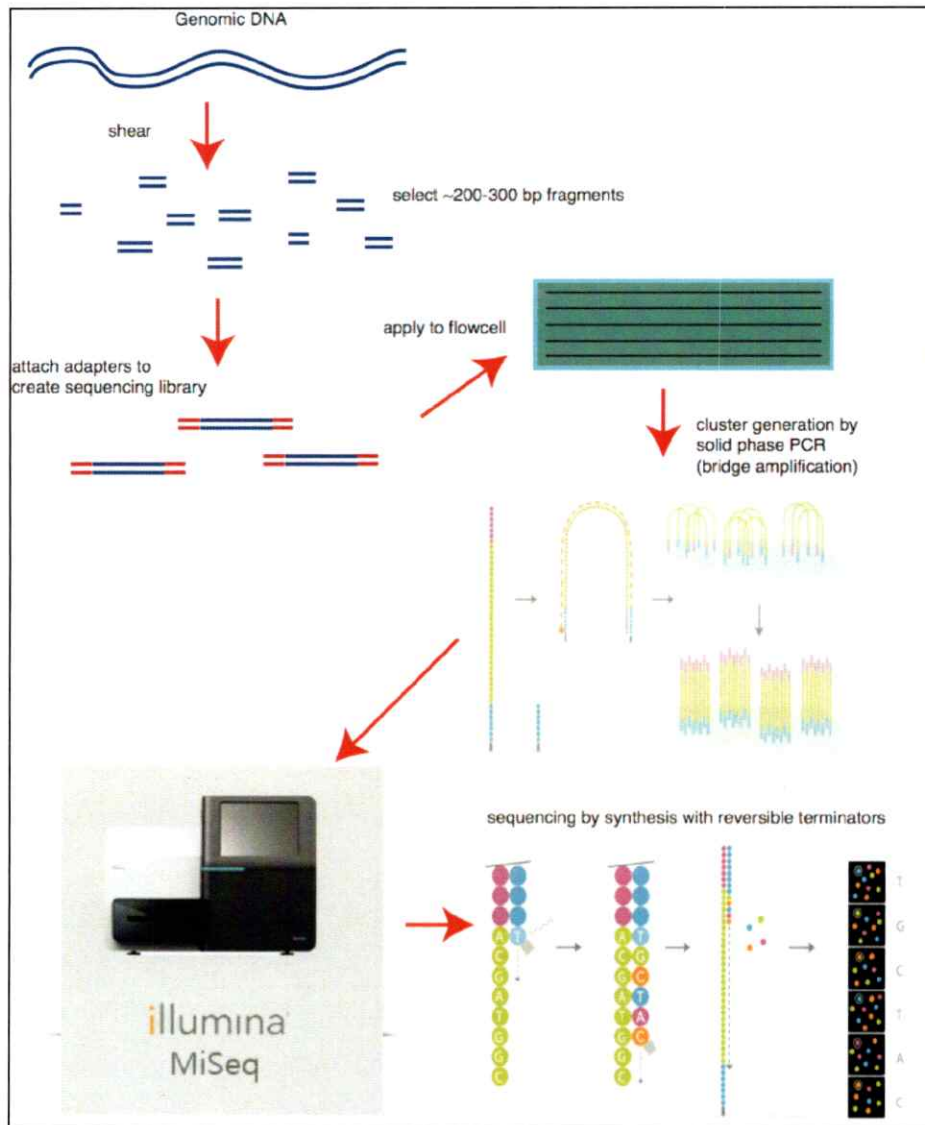 Genomic DNA
shear
select ~200-300 bp fragments
apply to flowcell
attach adapters to
create sequencing library
cluster generation by
solid phase PCR
(bridge amplification)
sequencing by synthesis with reversible terminators
illumina
MiSeq
A T
C
G
A
T
G
G
C
A T
C G
G C
A T
T A
G C
G
C
T
G
C
T
A
C